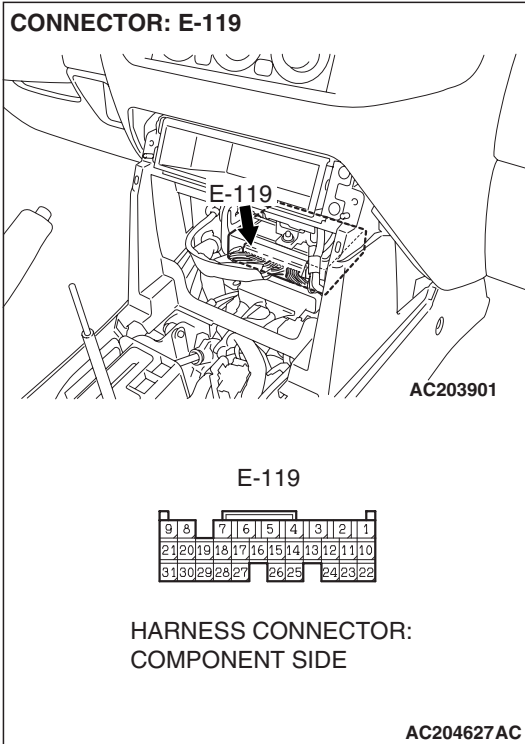 CONNECTOR: E-119
E-119
AC203901
E-119
9 8 7 6 5 4 3 2 1
21 20 19 18 17 16 15 14 13 12 11 10
31 30 29 28 27 26 25 24 23 22
HARNESS CONNECTOR:
COMPONENT SIDE
AC204627AC